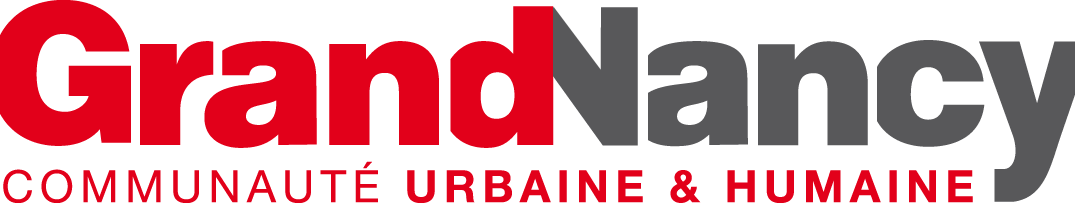 GrandNancy
COMMUNAUTÉ URBAINE & HUMAINE